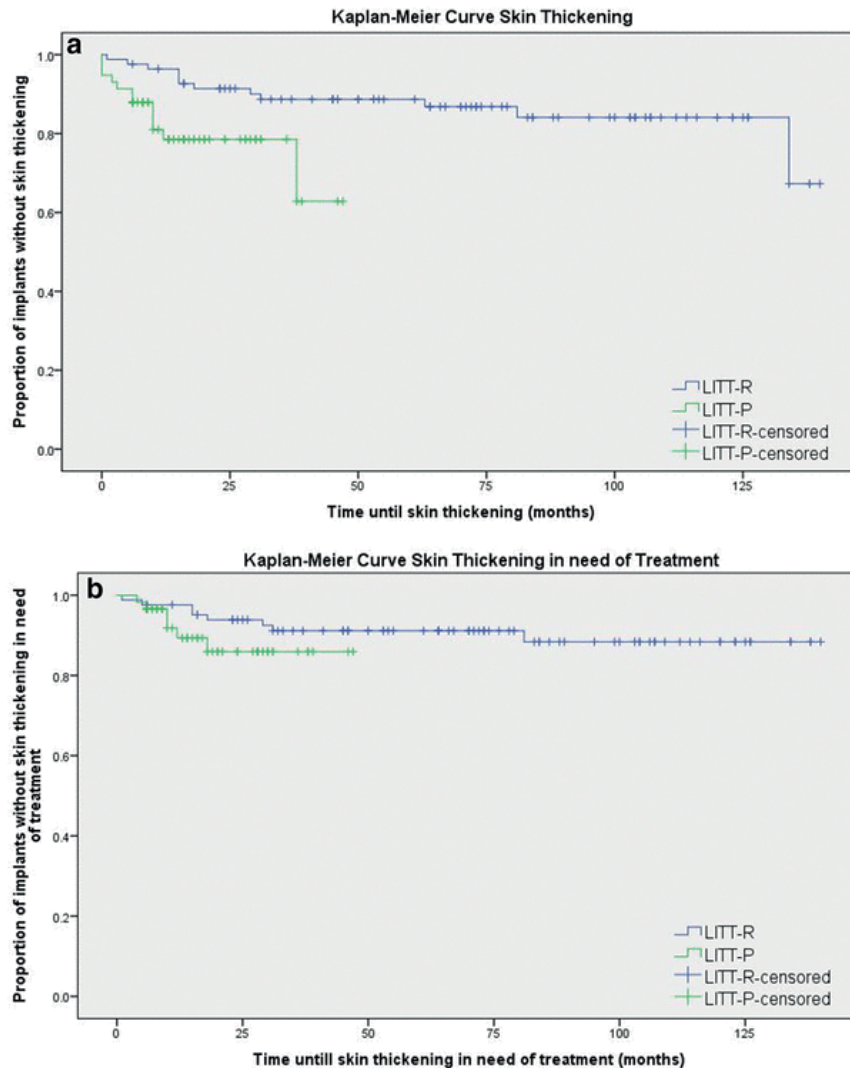 Kaplan-Meier Curve Skin Thickening
a
1.0
0.8
0.6
0.4
0.2
0.0
Proportion of implants without skin thickening
LITT-R
LITT-P
LITT-R-censored
LITT-P-censored
0 25 50 75 100 125
Time until skin thickening (months)
Kaplan-Meier Curve Skin Thickening in need of Treatment
b
1.0
0.8
0.6
0.4
0.2
0.0
Proportion of implants without skin thickening in need
of treatment
LITT-R
LITT-P
LITT-R-censored
LITT-P-censored
0 25 50 75 100 125
Time untill skin thickening in need of treatment (months)